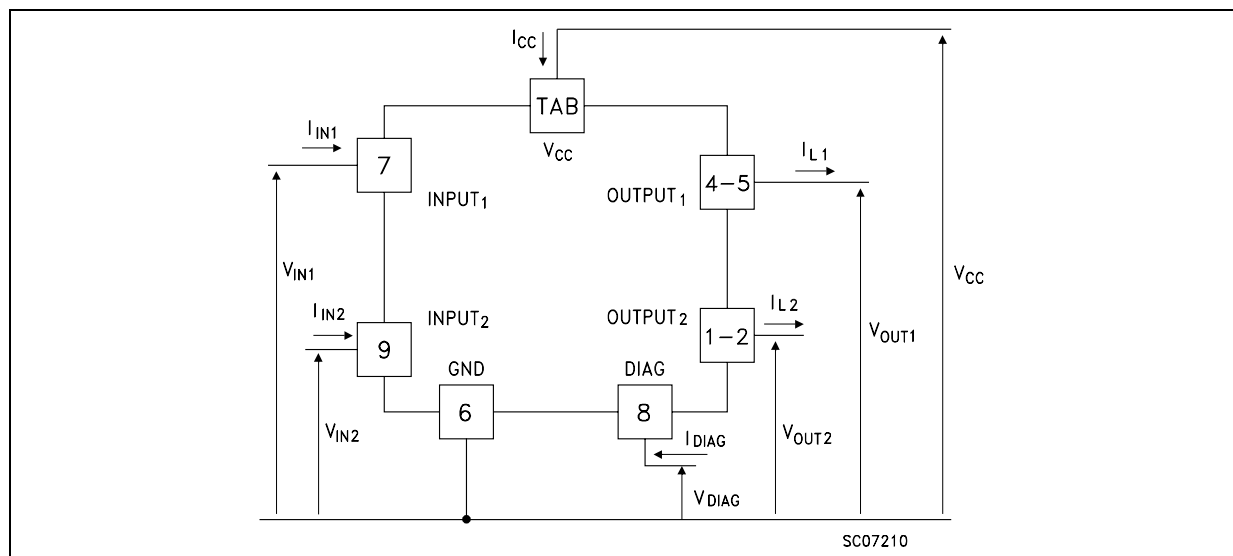 I_CC
TAB
V_CC
I_IN1
7
INPUT_1
I_L1
4-5
OUTPUT_1
V_IN1
V_CC
I_IN2
INPUT_2
9
OUTPUT_2
I_L2
1-2
V_OUT1
GND
6
DIAG
8
V_IN2
I_DIAG
V_OUT2
V_DIAG
SC07210